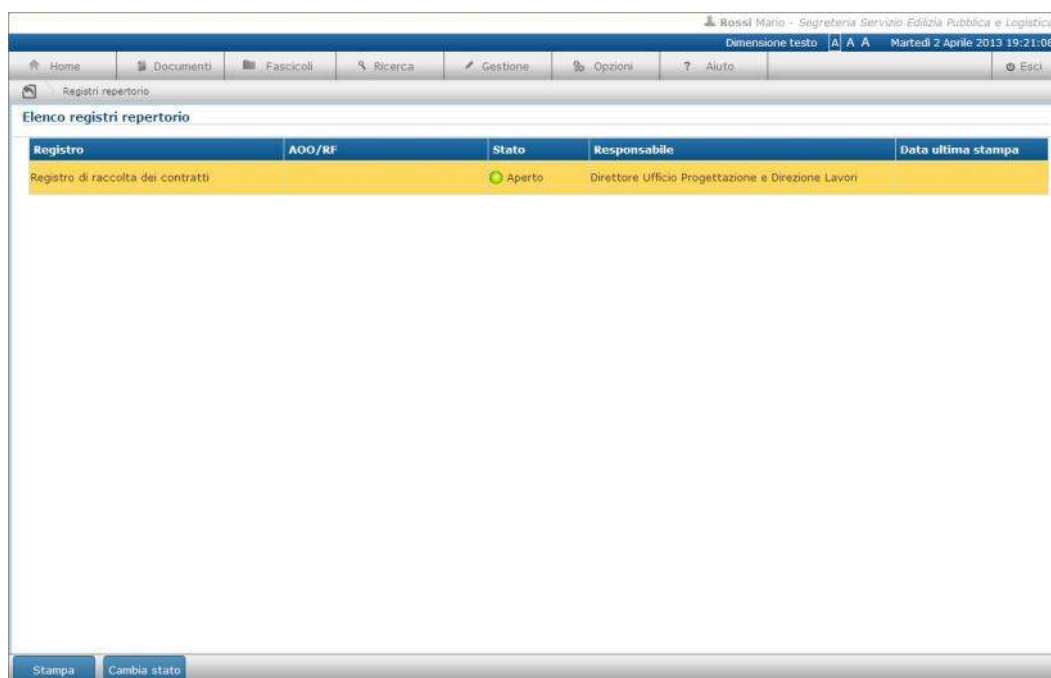 Rossi Mario - Segreteria Servizio Edilizia Pubblica e Logistica
Dimensione testo A A A Martedì 2 Aprile 2013 19:21:08
Home Documenti Fascicoli Ricerca Gestione Opzioni ? Aiuto Esci
Registri repertorio
Elenco registri repertorio
Registro AOO/RF Stato Responsabile Data ultima stampa
Registro di raccolta dei contratti Aperto Direttore Ufficio Progettazione e Direzione Lavori
Stampa Cambia stato